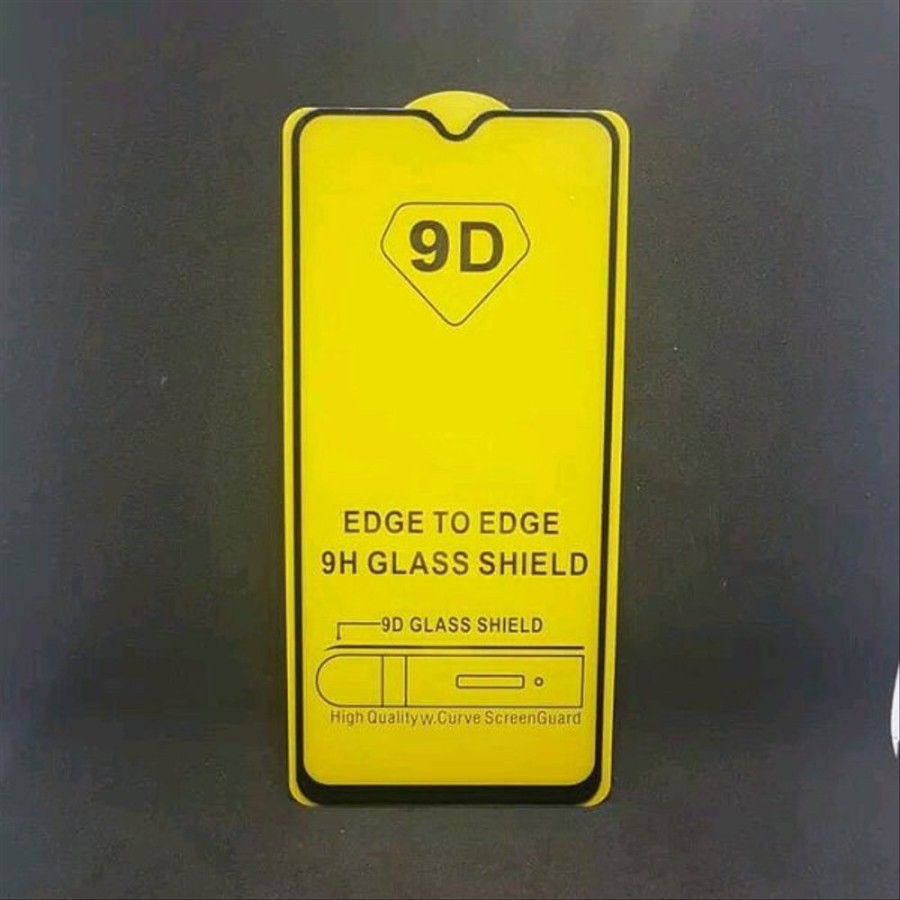 9D
EDGE TO EDGE
9H GLASS SHIELD
9D GLASS SHIELD
High Quality w.Curve ScreenGuard